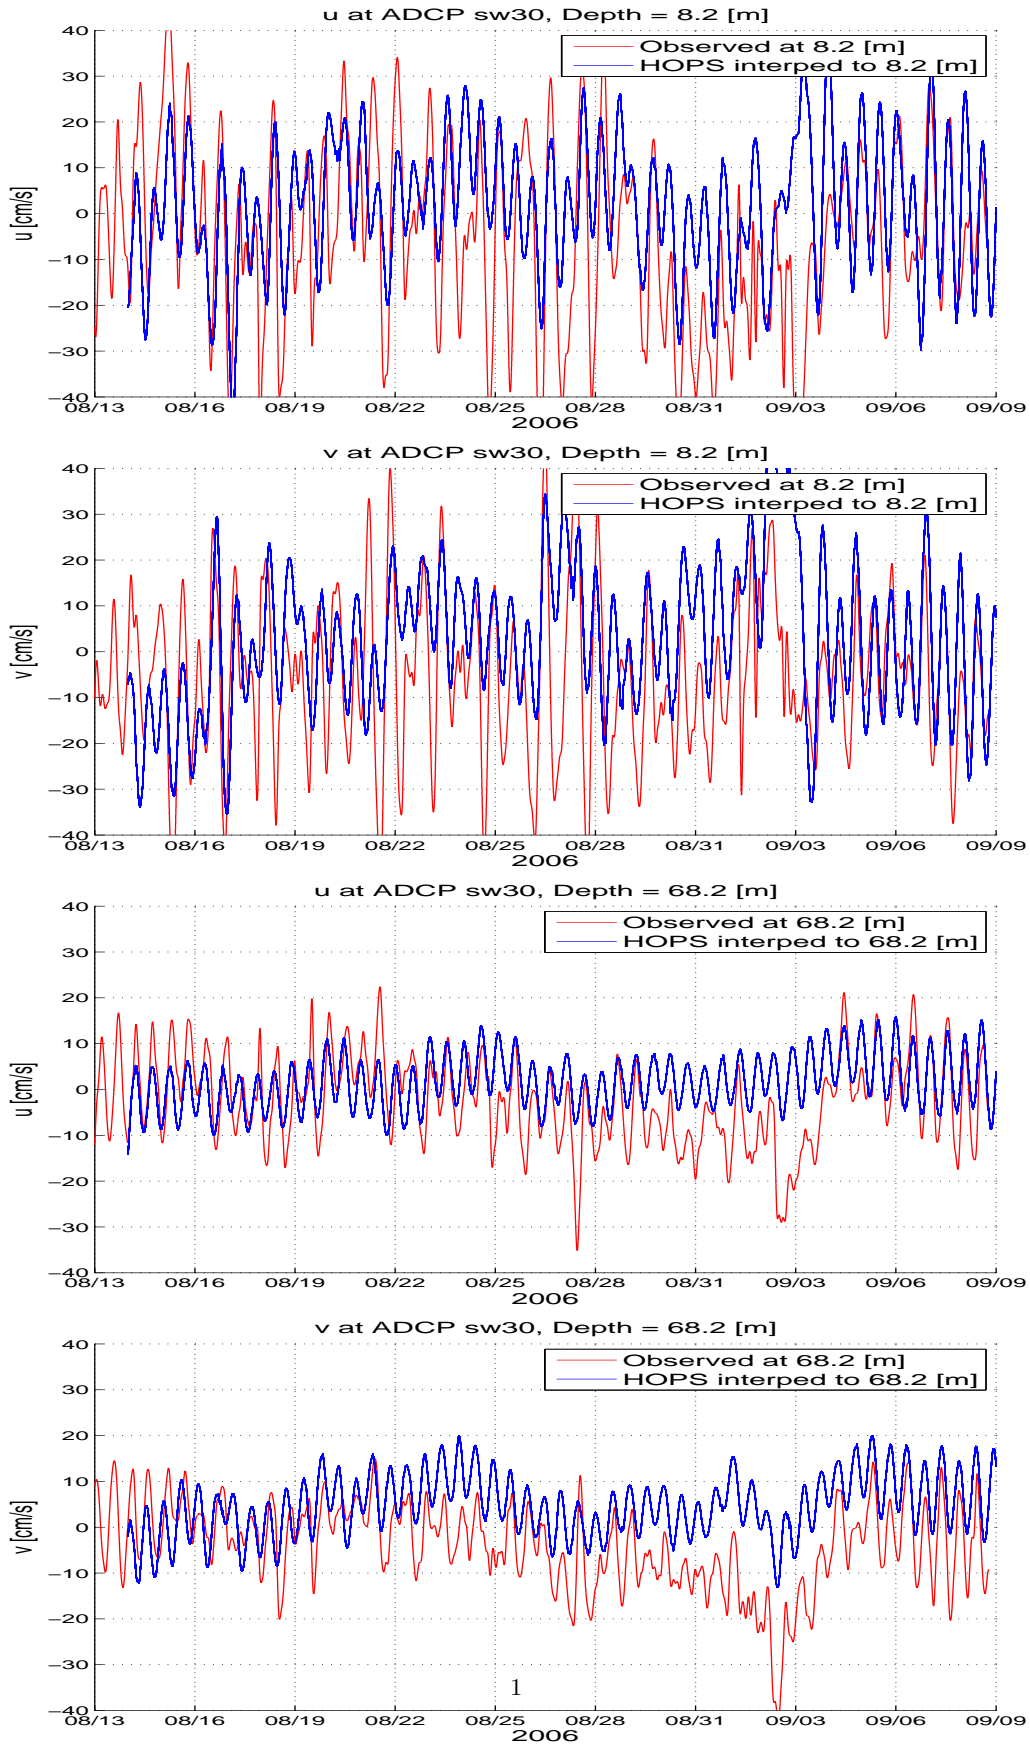 u at ADCP sw30, Depth = 8.2 [m]
40
30
20
10
0
−10
−20
−30
−40
u [cm/s]
Observed at 8.2 [m]
HOPS interped to 8.2 [m]
08/13 08/16 08/19 08/22 08/25 08/28 08/31 09/03 09/06 09/09
2006
v at ADCP sw30, Depth = 8.2 [m]
40
30
20
10
0
−10
−20
−30
−40
v [cm/s]
Observed at 8.2 [m]
HOPS interped to 8.2 [m]
08/13 08/16 08/19 08/22 08/25 08/28 08/31 09/03 09/06 09/09
2006
u at ADCP sw30, Depth = 68.2 [m]
40
30
20
10
0
−10
−20
−30
−40
u [cm/s]
Observed at 68.2 [m]
HOPS interped to 68.2 [m]
08/13 08/16 08/19 08/22 08/25 08/28 08/31 09/03 09/06 09/09
2006
v at ADCP sw30, Depth = 68.2 [m]
40
30
20
10
0
−10
−20
−30
−40
v [cm/s]
Observed at 68.2 [m]
HOPS interped to 68.2 [m]
1
08/13 08/16 08/19 08/22 08/25 08/28 08/31 09/03 09/06 09/09
2006